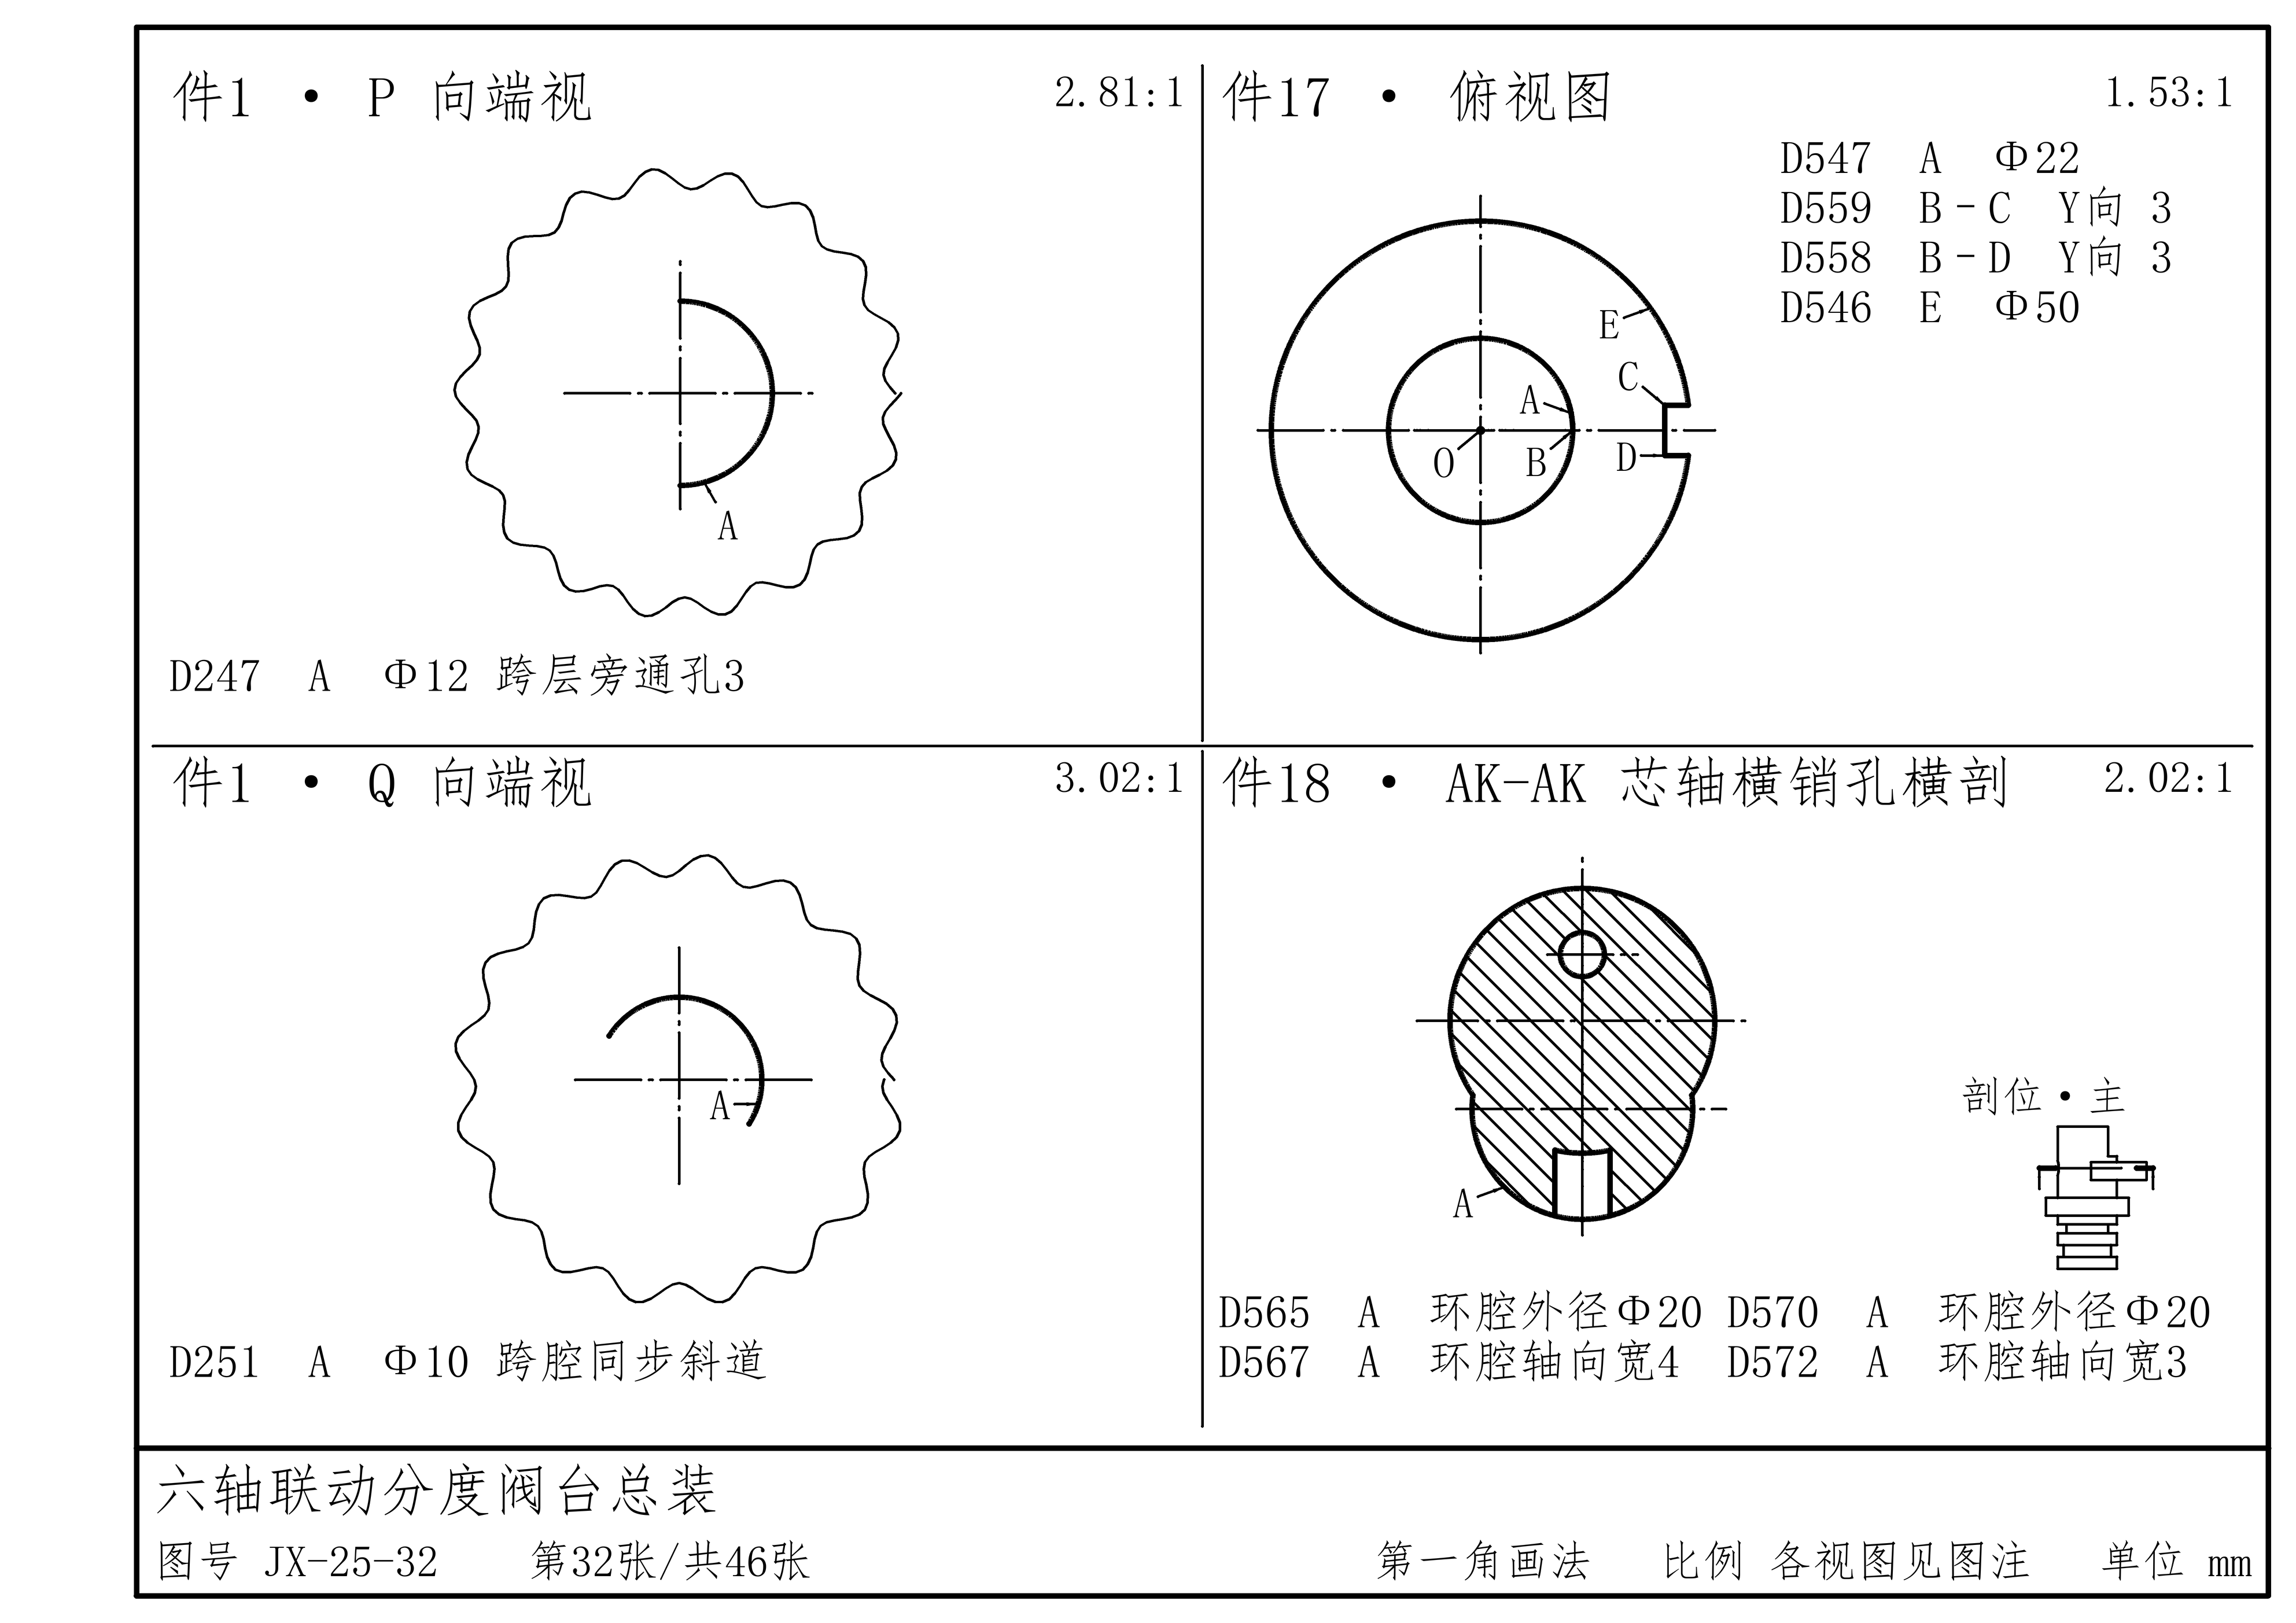 件1 · P 向端视 2.81:1
A
D247 A Φ12 跨层旁通孔3
件17 · 俯视图 1.53:1
D547 A Φ22
D559 B-C Y向 3
D558 B-D Y向 3
D546 E Φ50
E
C
A
O
B
D
件1 · Q 向端视 3.02:1
A
D251 A Φ10 跨腔同步斜道
件18 · AK-AK 芯轴横销孔横剖 2.02:1
剖位·主
A
D565 A 环腔外径Φ20 D570 A 环腔外径Φ20
D567 A 环腔轴向宽4 D572 A 环腔轴向宽3
六轴联动分度阀台总装
图号 JX-25-32 第32张/共46张 第一角画法 比例 各视图见图注 单位 mm